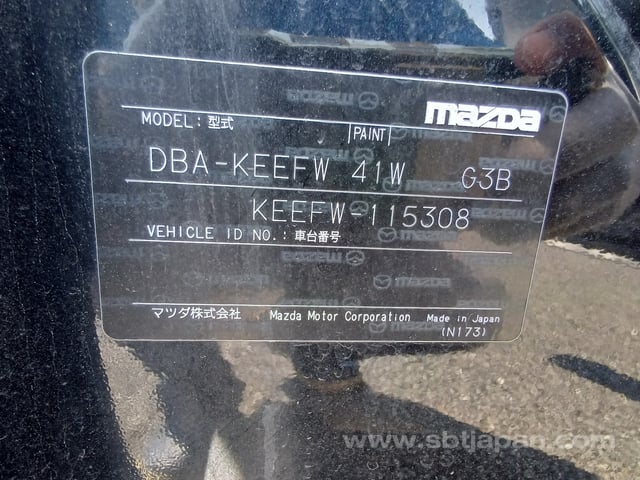 mazda
MODEL: 型式 PAINT
DBA-KEEFW 41W G3B
KEEFW-115308
VEHICLE ID NO.: 車台番号
マツダ株式会社 Mazda Motor Corporation Made in Japan
(N173)
www.sbtjapan.com